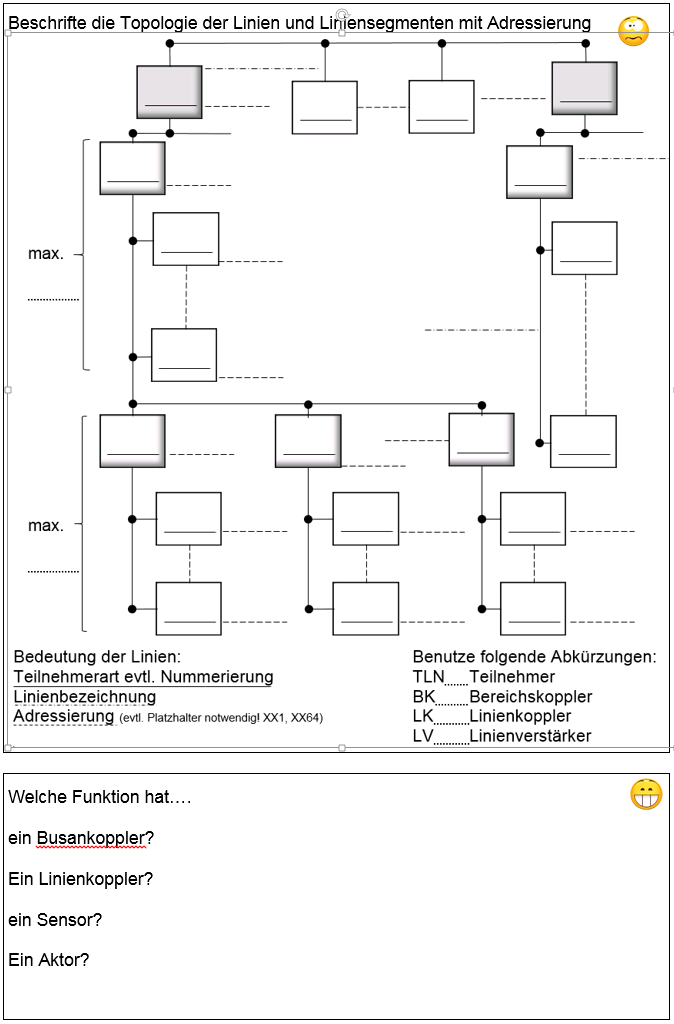 Beschrifte die Topologie der Linien und Liniensegmenten mit Adressierung
max.
max.
Bedeutung der Linien:
Teilnehmerart evtl. Nummerierung
Linienbezeichnung
Adressierung (evtl. Platzhalter notwendig! XX1, XX64)
Benutze folgende Abkürzungen:
TLN......Teilnehmer
BK........Bereichskoppler
LK.........Linienkoppler
LV.........Linienverstärker
Welche Funktion hat….
ein Busankoppler?
Ein Linienkoppler?
ein Sensor?
Ein Aktor?